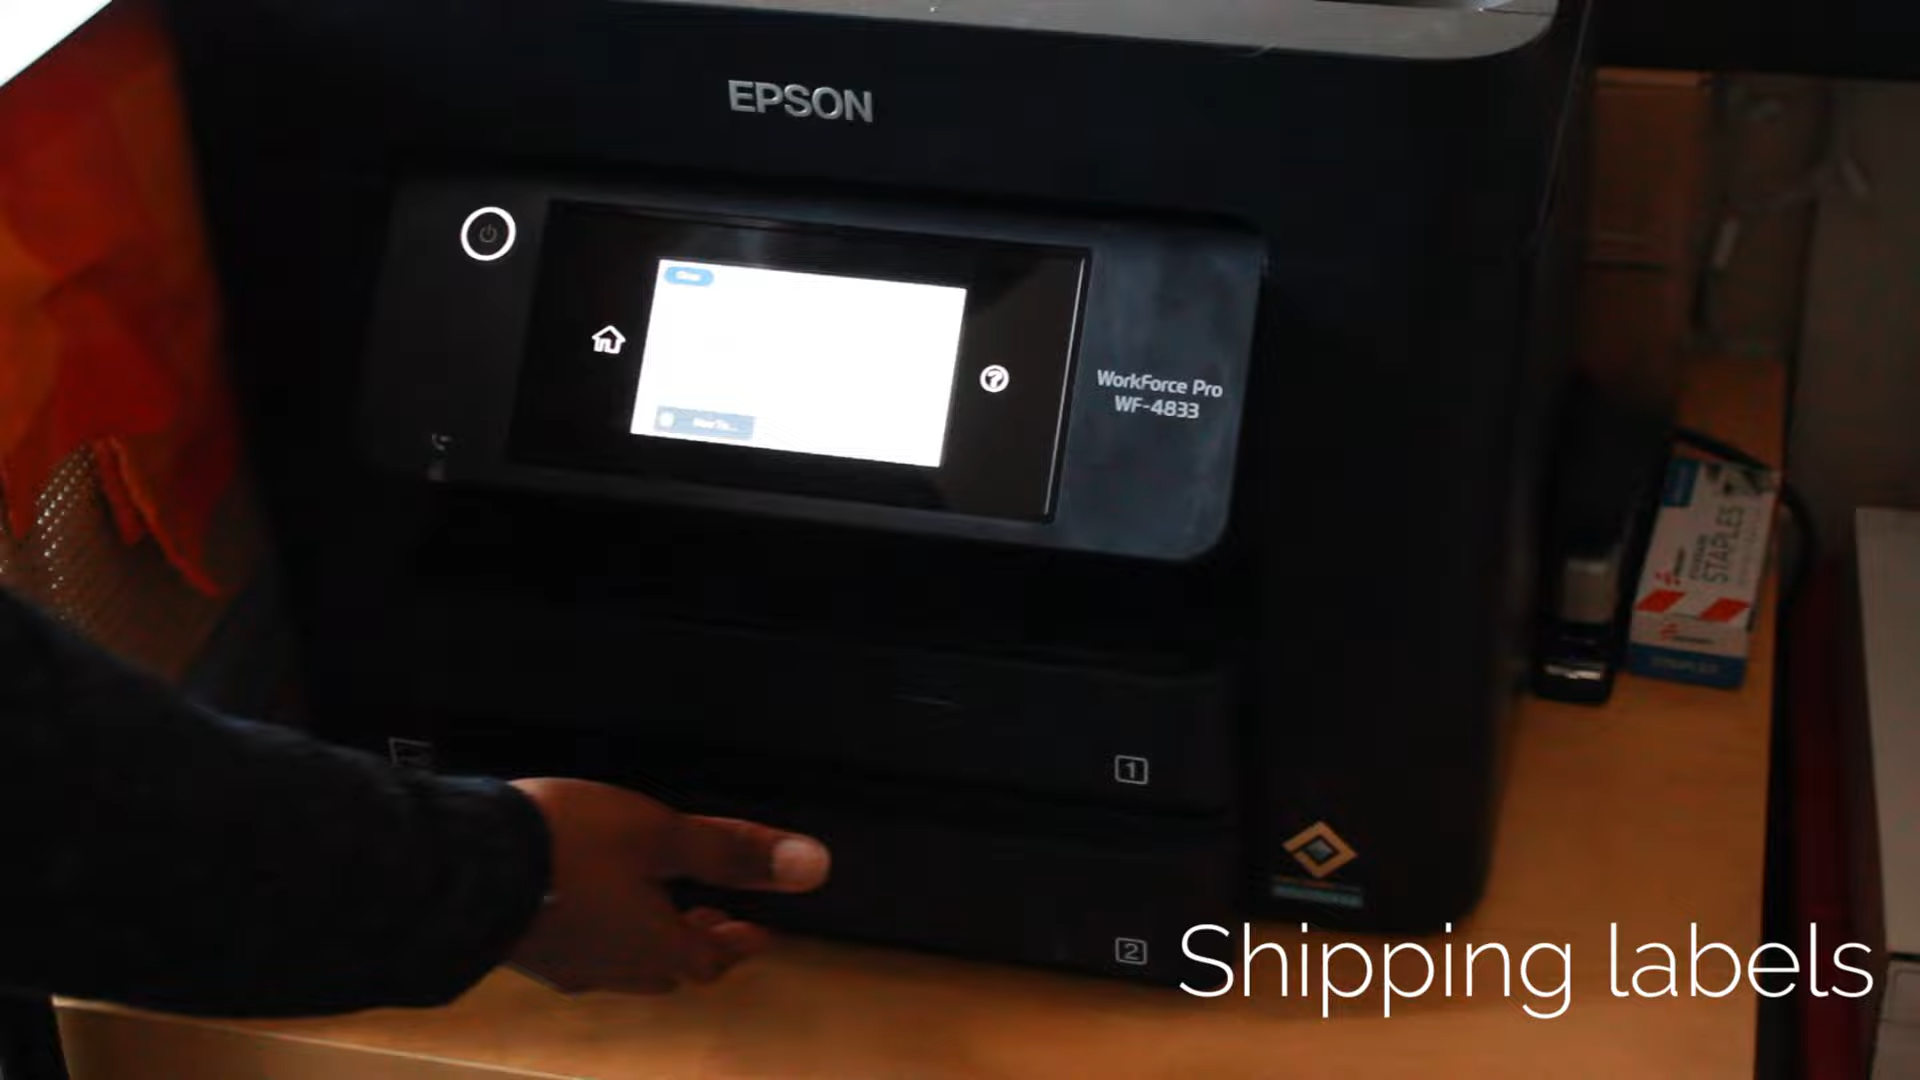 EPSON
WorkForce Pro
WF-4833
STAPLES
1
2
Shipping labels